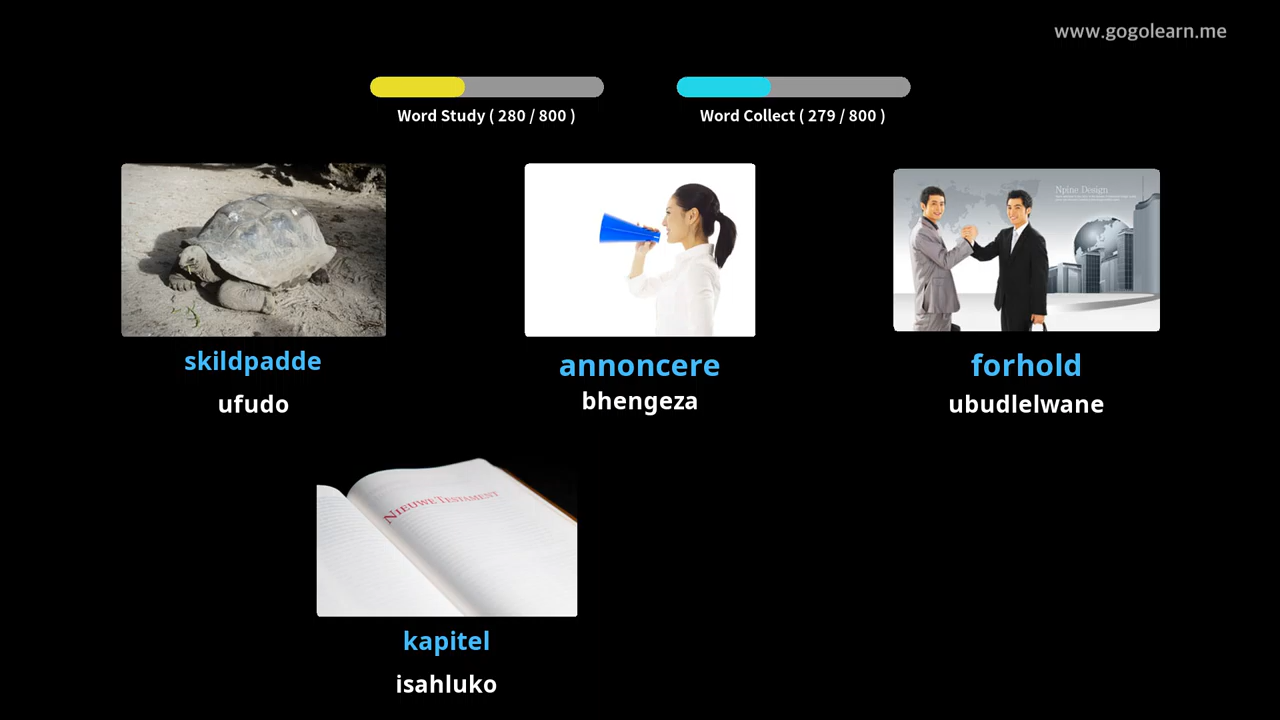 www.gogolearn.me
Word Study ( 280 / 800 )
Word Collect ( 279 / 800 )
Npine Design
skildpadde
ufudo
annoncere
bhengeza
forhold
ubudlelwane
NIEUWE TESTAMENT
kapitel
isahluko